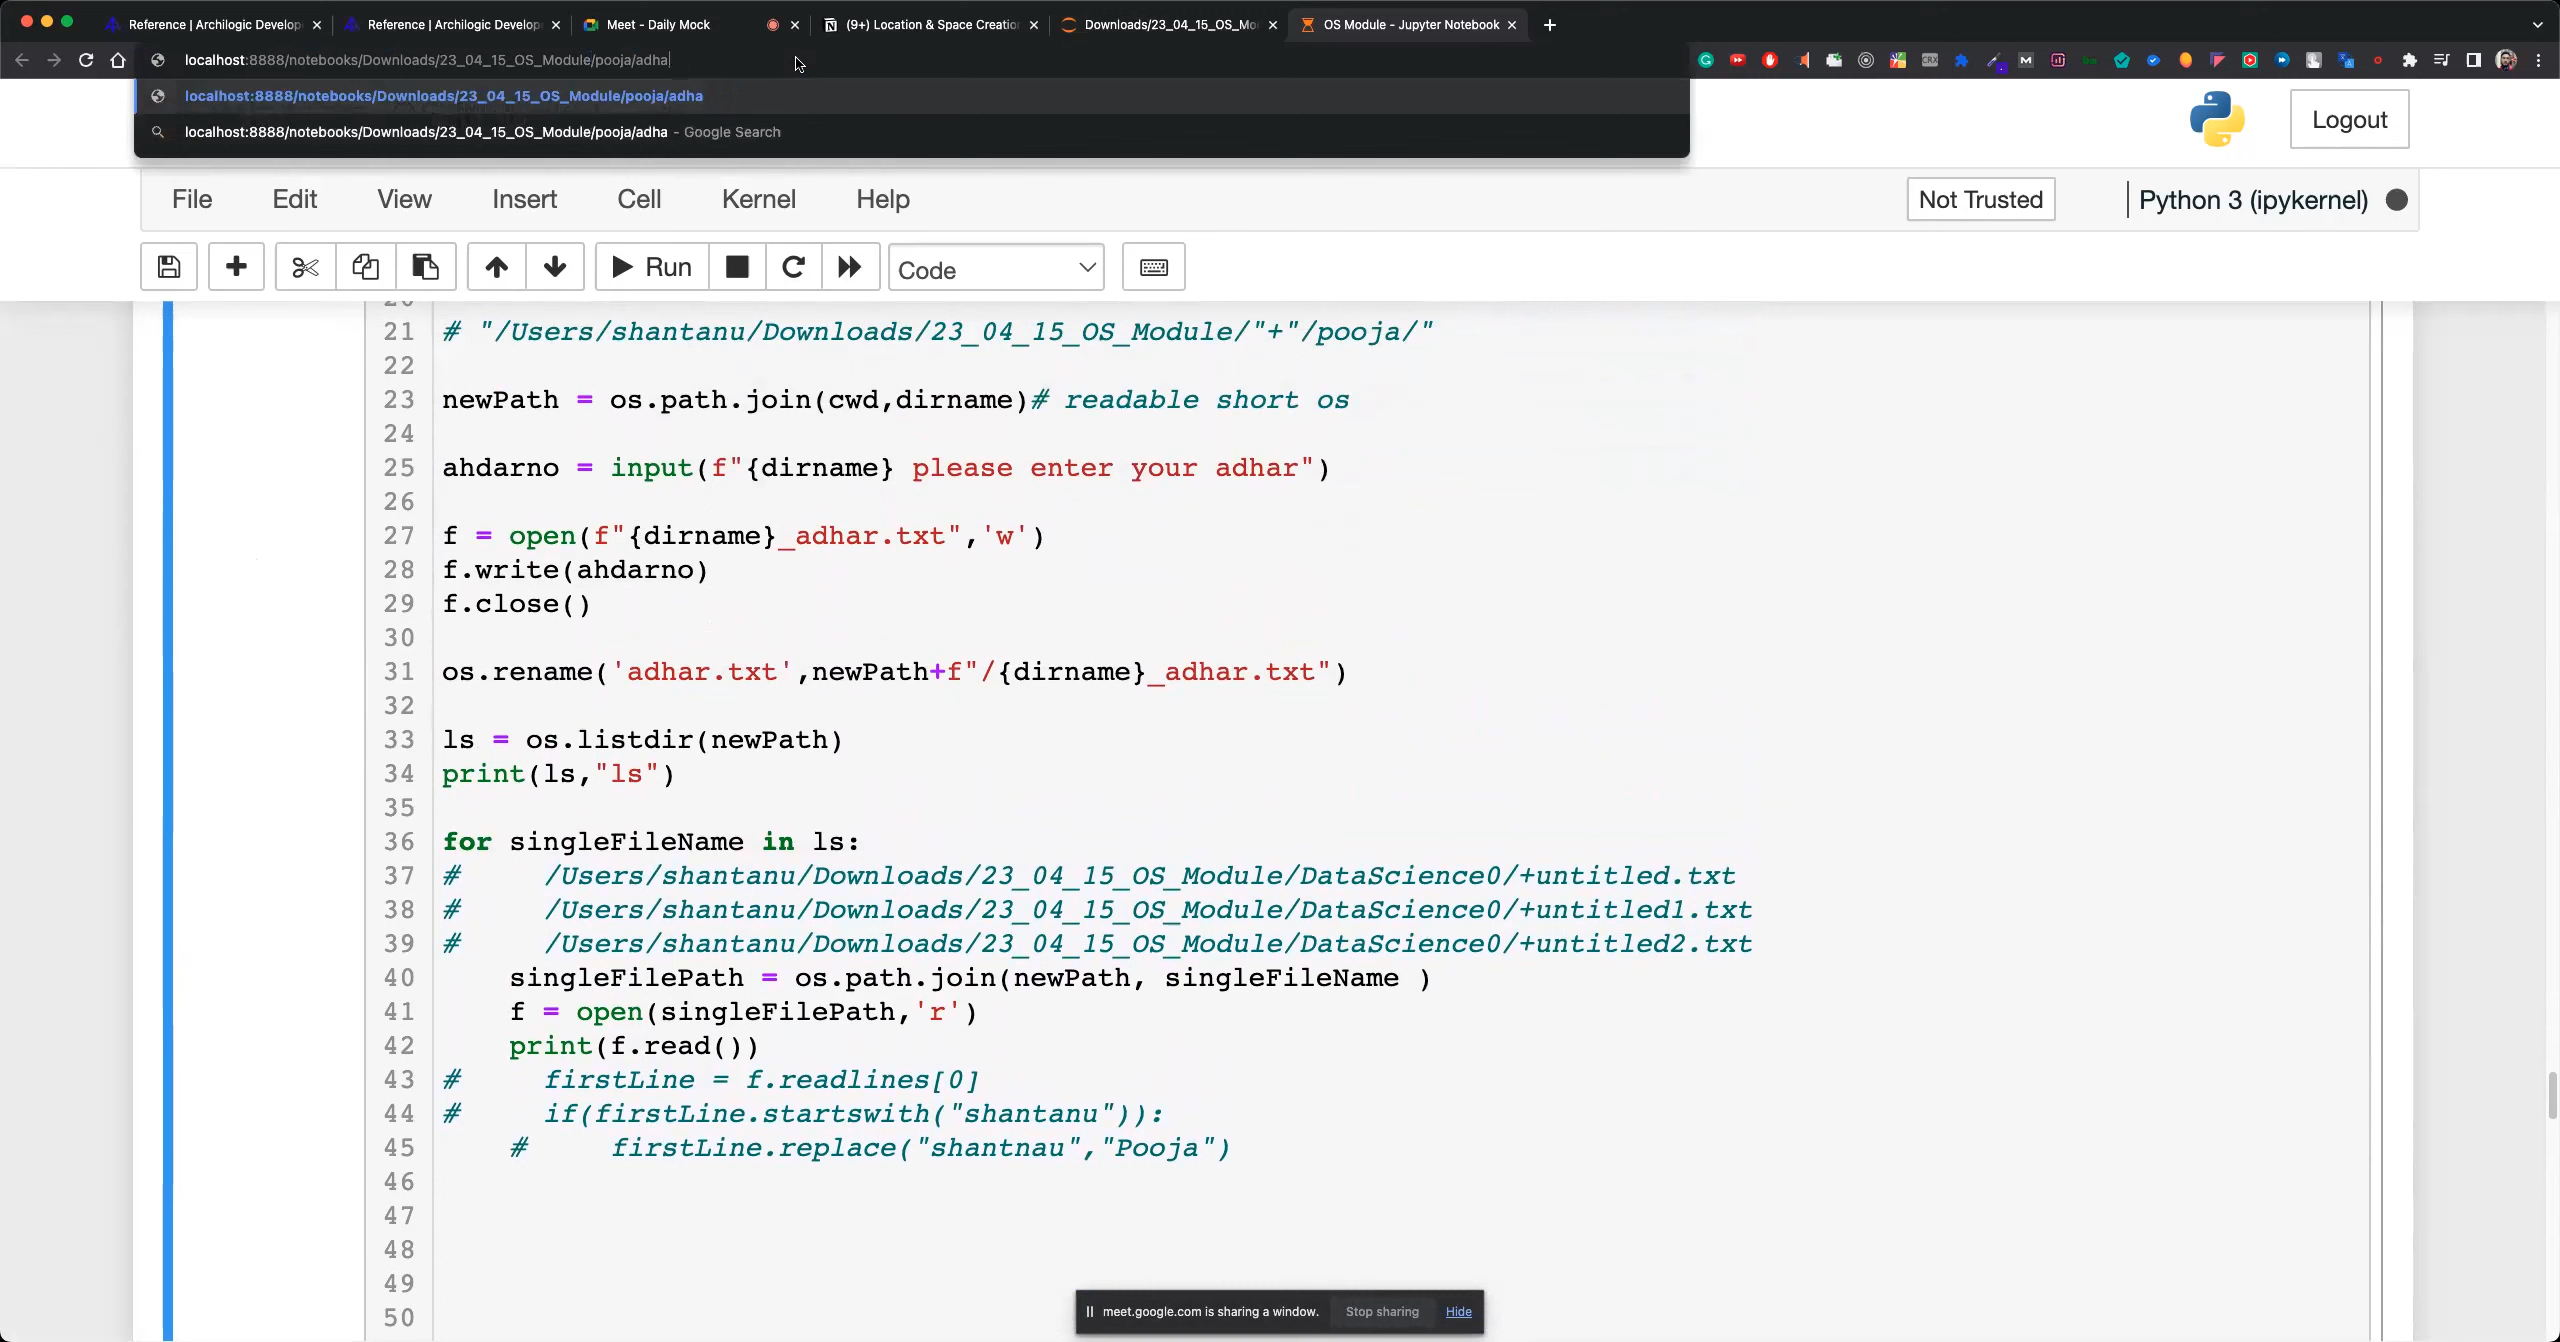 Reference | Archilogic Develop
Reference | Archilogic Develop
Meet - Daily Mock
(9+) Location & Space Creation
Downloads/23_04_15_OS_Mo
OS Module - Jupyter Notebook
localhost:8888/notebooks/Downloads/23_04_15_OS_Module/pooja/adha
localhost:8888/notebooks/Downloads/23_04_15_OS_Module/pooja/adha
localhost:8888/notebooks/Downloads/23_04_15_OS_Module/pooja/adha - Google Search
Logout
File Edit View Insert Cell Kernel Help
Not Trusted
Python 3 (ipykernel)
Run
Code
20
21 # "/Users/shantanu/Downloads/23_04_15_OS_Module/"+"/pooja/"
22
23 newPath = os.path.join(cwd,dirname)# readable short os
24
25 ahdarno = input(f"{dirname} please enter your adhar")
26
27 f = open(f"{dirname}_adhar.txt",'w')
28 f.write(ahdarno)
29 f.close()
30
31 os.rename('adhar.txt',newPath+f"/{dirname}_adhar.txt")
32
33 ls = os.listdir(newPath)
34 print(ls,"ls")
35
36 for singleFileName in ls:
37 #     /Users/shantanu/Downloads/23_04_15_OS_Module/DataScience0/+untitled.txt
38 #     /Users/shantanu/Downloads/23_04_15_OS_Module/DataScience0/+untitled1.txt
39 #     /Users/shantanu/Downloads/23_04_15_OS_Module/DataScience0/+untitled2.txt
40     singleFilePath = os.path.join(newPath, singleFileName )
41     f = open(singleFilePath,'r')
42     print(f.read())
43 #     firstLine = f.readlines[0]
44 #     if(firstLine.startswith("shantanu")):
45     #     firstLine.replace("shantnau","Pooja")
46
47
48
49
50
meet.google.com is sharing a window. Stop sharing Hide